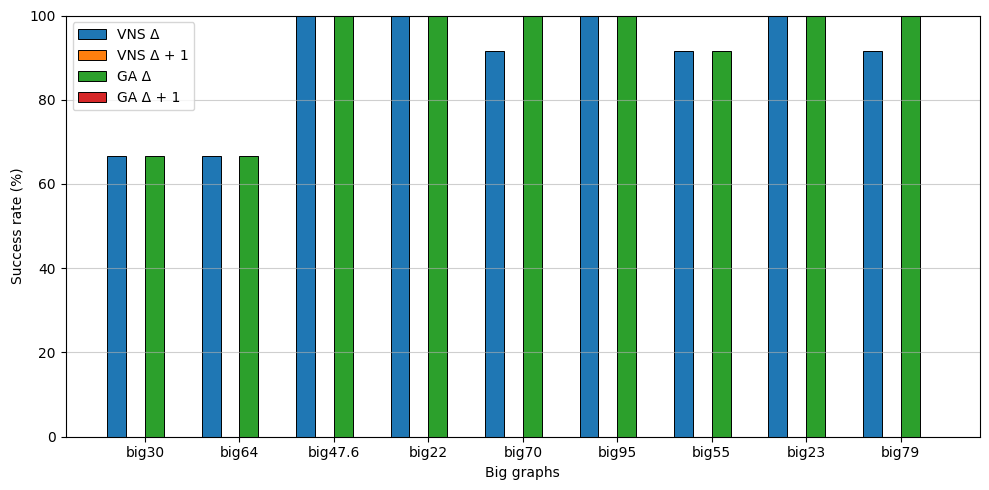 100
80
60
40
20
0
Success rate (%)
VNS Δ
VNS Δ + 1
GA Δ
GA Δ + 1
big30 big64 big47.6 big22 big70 big95 big55 big23 big79
Big graphs